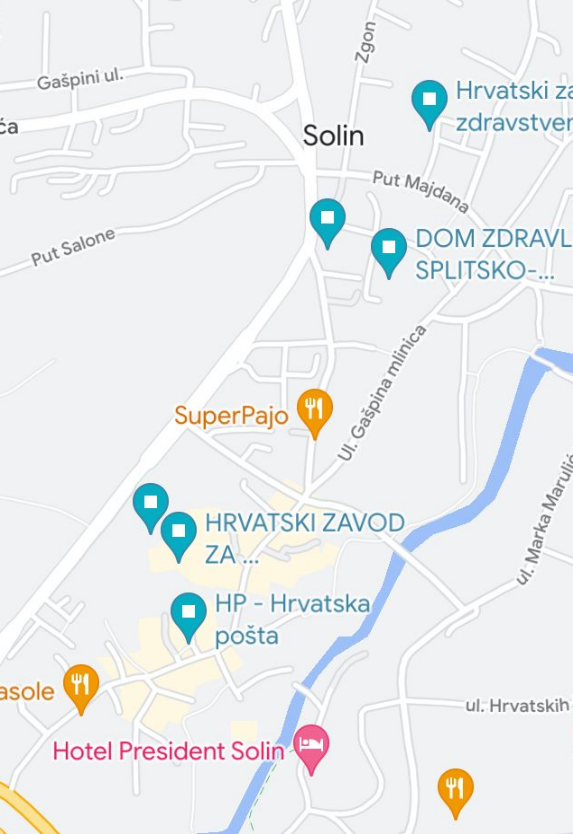 Zgon
Gašpini ul.
Hrvatski za
zdravstven
ća
Solin
Put Majdana
Put Salone
DOM ZDRAVL
SPLITSKO-...
Ul. Gašpina mlinica
SuperPajo
HRVATSKI ZAVOD
ZA ...
ul. Marka Marulić
HP - Hrvatska
pošta
asole
ul. Hrvatskih
Hotel President Solin